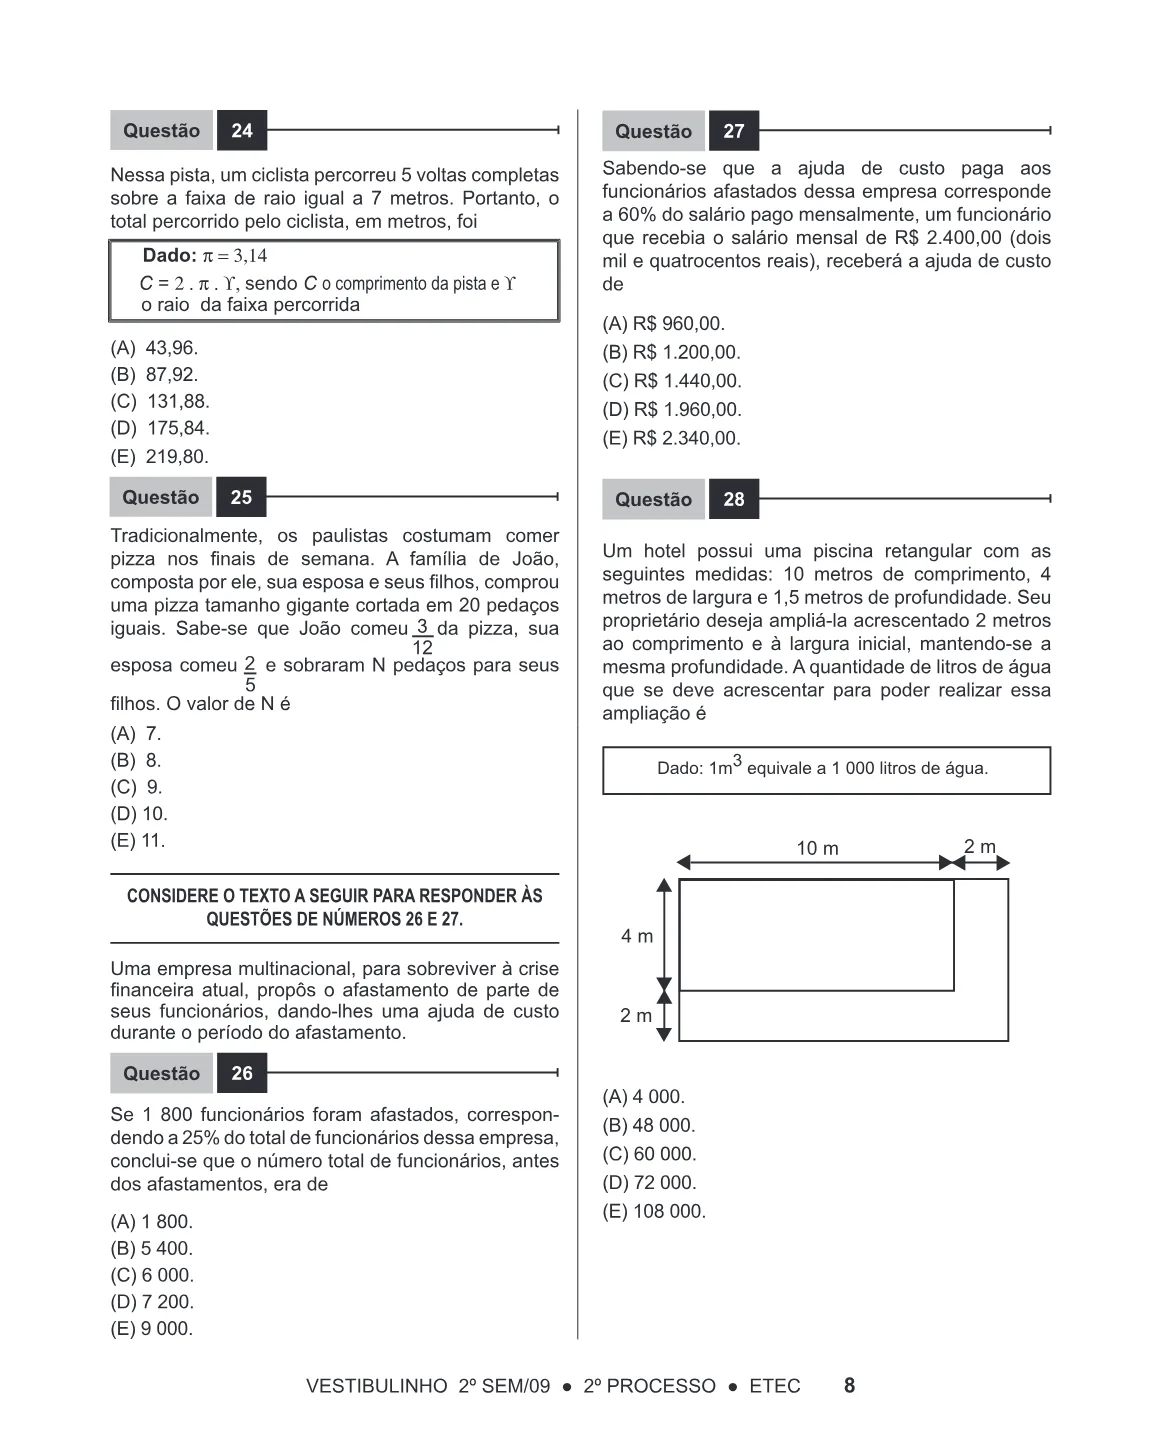 Questão 24
Nessa pista, um ciclista percorreu 5 voltas completas
sobre a faixa de raio igual a 7 metros. Portanto, o
total percorrido pelo ciclista, em metros, foi
Dado: π = 3,14
C = 2 . π . ϒ, sendo C o comprimento da pista e ϒ
o raio da faixa percorrida
(A) 43,96.
(B) 87,92.
(C) 131,88.
(D) 175,84.
(E) 219,80.
Questão 25
Tradicionalmente, os paulistas costumam comer
pizza nos finais de semana. A família de João,
composta por ele, sua esposa e seus filhos, comprou
uma pizza tamanho gigante cortada em 20 pedaços
iguais. Sabe-se que João comeu 3/12 da pizza, sua
esposa comeu 2/5 e sobraram N pedaços para seus
filhos. O valor de N é
(A) 7.
(B) 8.
(C) 9.
(D) 10.
(E) 11.
CONSIDERE O TEXTO A SEGUIR PARA RESPONDER ÀS
QUESTÕES DE NÚMEROS 26 E 27.
Uma empresa multinacional, para sobreviver à crise
financeira atual, propôs o afastamento de parte de
seus funcionários, dando-lhes uma ajuda de custo
durante o período do afastamento.
Questão 26
Se 1 800 funcionários foram afastados, correspon-
dendo a 25% do total de funcionários dessa empresa,
conclui-se que o número total de funcionários, antes
dos afastamentos, era de
(A) 1 800.
(B) 5 400.
(C) 6 000.
(D) 7 200.
(E) 9 000.
Questão 27
Sabendo-se que a ajuda de custo paga aos
funcionários afastados dessa empresa corresponde
a 60% do salário pago mensalmente, um funcionário
que recebia o salário mensal de R$ 2.400,00 (dois
mil e quatrocentos reais), receberá a ajuda de custo
de
(A) R$ 960,00.
(B) R$ 1.200,00.
(C) R$ 1.440,00.
(D) R$ 1.960,00.
(E) R$ 2.340,00.
Questão 28
Um hotel possui uma piscina retangular com as
seguintes medidas: 10 metros de comprimento, 4
metros de largura e 1,5 metros de profundidade. Seu
proprietário deseja ampliá-la acrescentado 2 metros
ao comprimento e à largura inicial, mantendo-se a
mesma profundidade. A quantidade de litros de água
que se deve acrescentar para poder realizar essa
ampliação é
Dado: 1m³ equivale a 1 000 litros de água.
10 m 2 m
4 m
2 m
(A) 4 000.
(B) 48 000.
(C) 60 000.
(D) 72 000.
(E) 108 000.
VESTIBULINHO 2º SEM/09 ● 2º PROCESSO ● ETEC 8